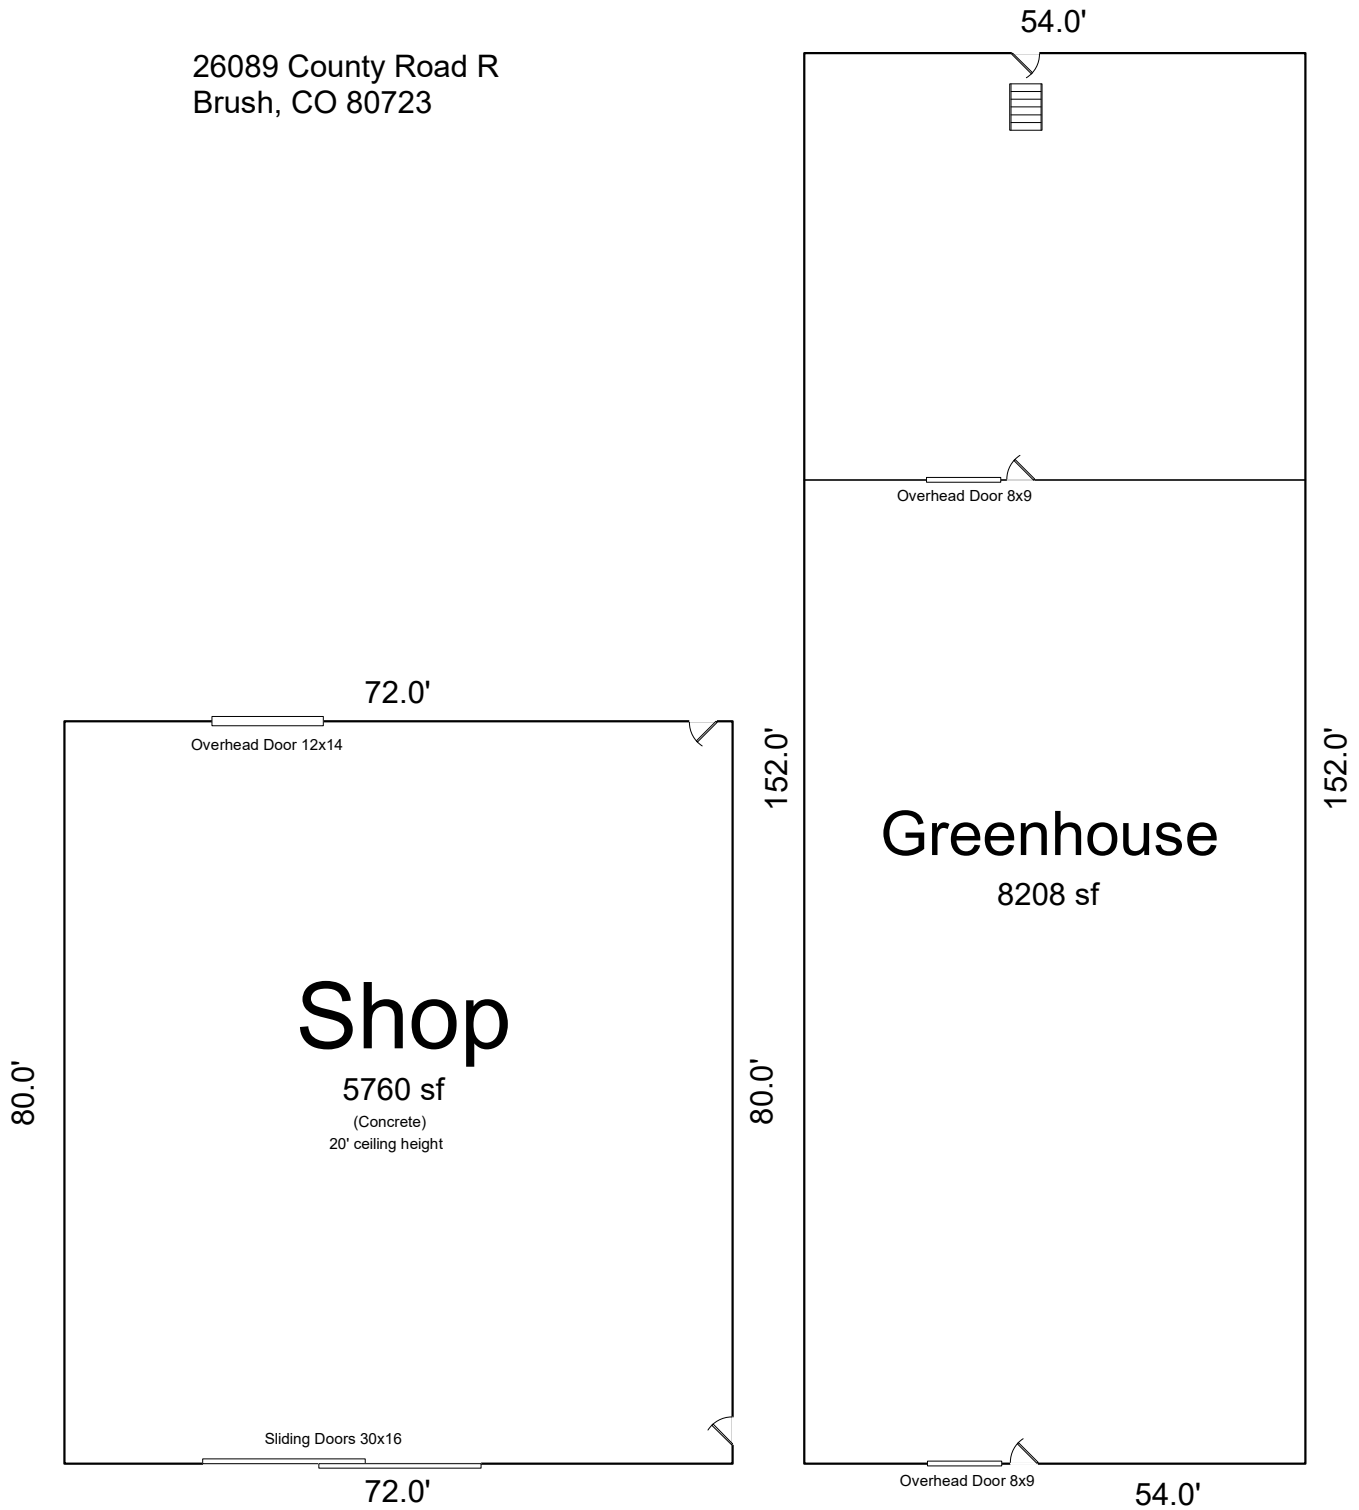 54.0'
26089 County Road R
Brush, CO 80723
Overhead Door 8x9
72.0'
Overhead Door 12x14
152.0'
152.0'
Greenhouse
8208 sf
Shop
5760 sf
(Concrete)
20' ceiling height
80.0'
80.0'
Sliding Doors 30x16
72.0'
Overhead Door 8x9
54.0'